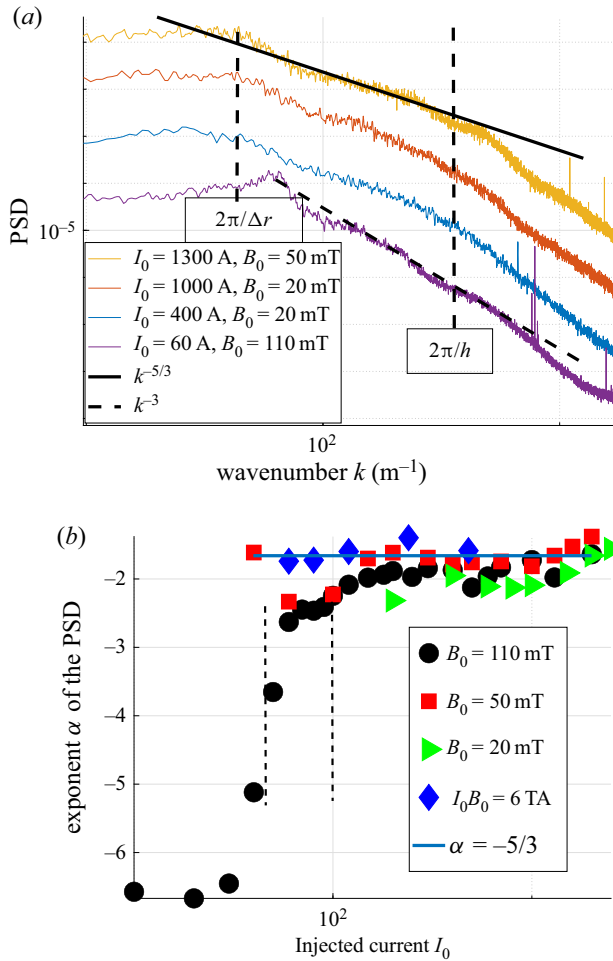 (a)
PSD
10⁻⁵
2π/Δr
I₀ = 1300 A, B₀ = 50 mT
I₀ = 1000 A, B₀ = 20 mT
I₀ = 400 A, B₀ = 20 mT
I₀ = 60 A, B₀ = 110 mT
k⁻⁵/³
k⁻³
2π/h
10²
wavenumber k (m⁻¹)
(b)
exponent α of the PSD
−2
−3
−4
−5
−6
B₀ = 110 mT
B₀ = 50 mT
B₀ = 20 mT
I₀B₀ = 6 TA
α = −5/3
10²
Injected current I₀